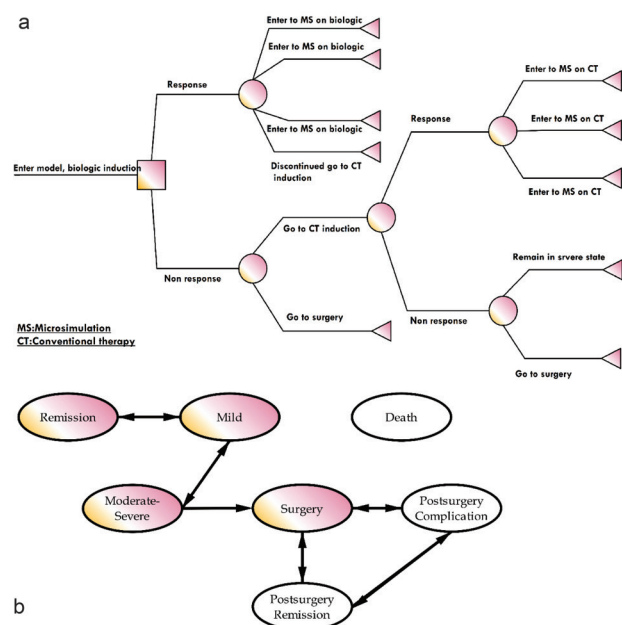 a
Enter to MS on biologic
Enter to MS on biologic
Response
Enter to MS on CT
Enter to MS on biologic
Response
Enter to MS on CT
Enter model, biologic induction
Discontinued go to CT
induction
Enter to MS on CT
Go to CT induction
Remain in srvere state
Non response
Go to surgery
Non response
MS:Microsimulation
CT:Conventional therapy
Go to surgery
Remission
Mild
Death
Moderate-
Severe
Surgery
Postsurgery
Complication
Postsurgery
Remission
b